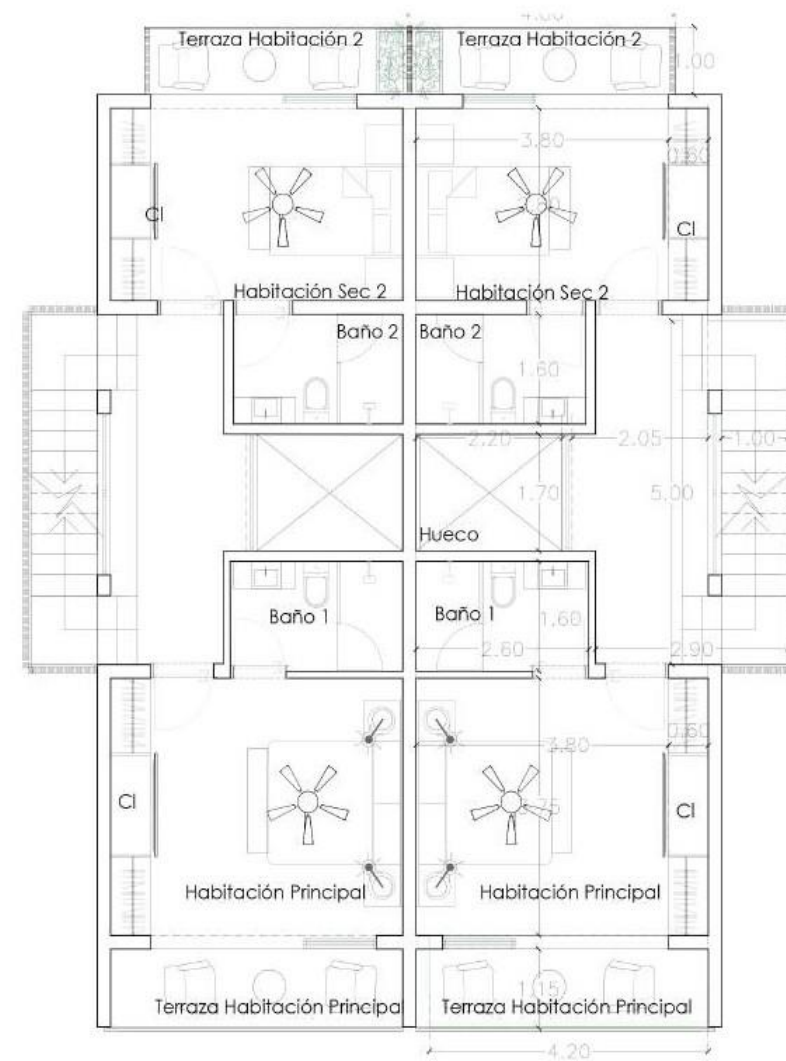 4.00
Terraza Habitación 2
Terraza Habitación 2
1.00
3.80
0.60
Cl
Cl
Habitación Sec 2
Habitación Sec 2
Baño 2
Baño 2
1.60
2.20
2.05
1.00
1.70
5.00
Hueco
Baño 1
Baño 1
1.60
2.60
2.90
3.80
0.60
Cl
3.75
Cl
Habitación Principal
Habitación Principal
1.15
Terraza Habitación Principal
Terraza Habitación Principal
4.20